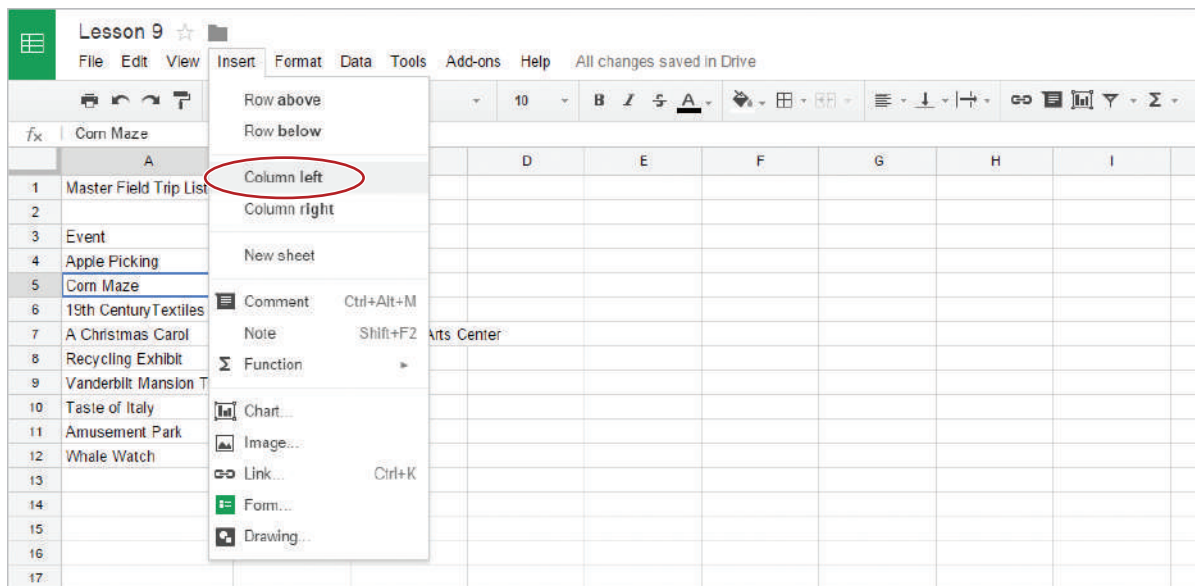 Lesson 9
File Edit View Insert Format Data Tools Add-ons Help All changes saved in Drive
10 B I S A
fx Corn Maze
A D E F G H I
1 Master Field Trip List
2
3 Event
4 Apple Picking
5 Corn Maze
6 19th CenturyTextiles
7 A Christmas Carol Arts Center
8 Recycling Exhibit
9 Vanderbilt Mansion T
10 Taste of Italy
11 Amusement Park
12 Whale Watch
13
14
15
16
17
Row above
Row below
Column left
Column right
New sheet
Comment Ctrl+Alt+M
Note Shift+F2
Σ Function
Chart...
Image...
Link... Ctrl+K
Form...
Drawing...